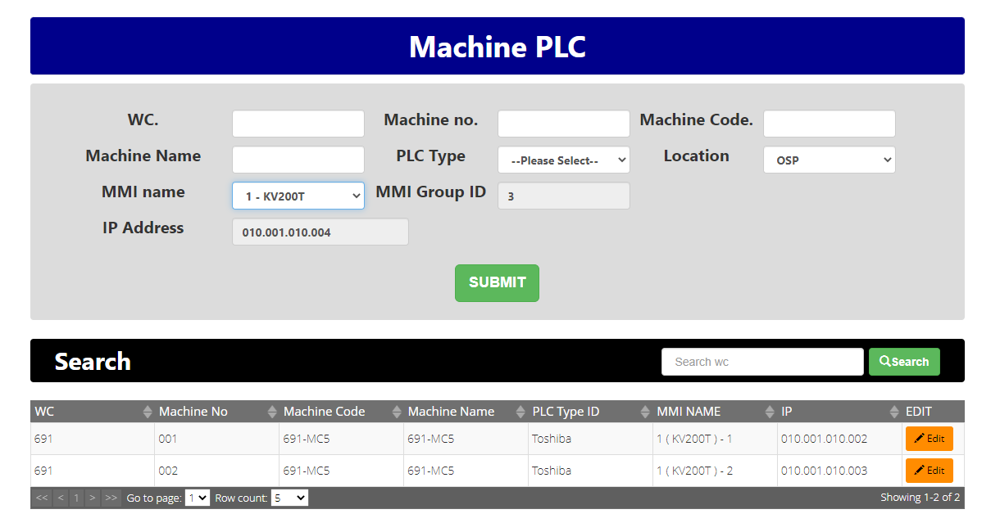 Machine PLC
WC. Machine no. Machine Code.
Machine Name PLC Type --Please Select-- Location OSP
MMI name 1 - KV200T MMI Group ID 3
IP Address 010.001.010.004
SUBMIT
Search Search wc Search
WC Machine No Machine Code Machine Name PLC Type ID MMI NAME IP EDIT
691 001 691-MC5 691-MC5 Toshiba 1 ( KV200T ) - 1 010.001.010.002 Edit
691 002 691-MC5 691-MC5 Toshiba 1 ( KV200T ) - 2 010.001.010.003 Edit
<< < 1 > >> Go to page: 1 Row count: 5 Showing 1-2 of 2